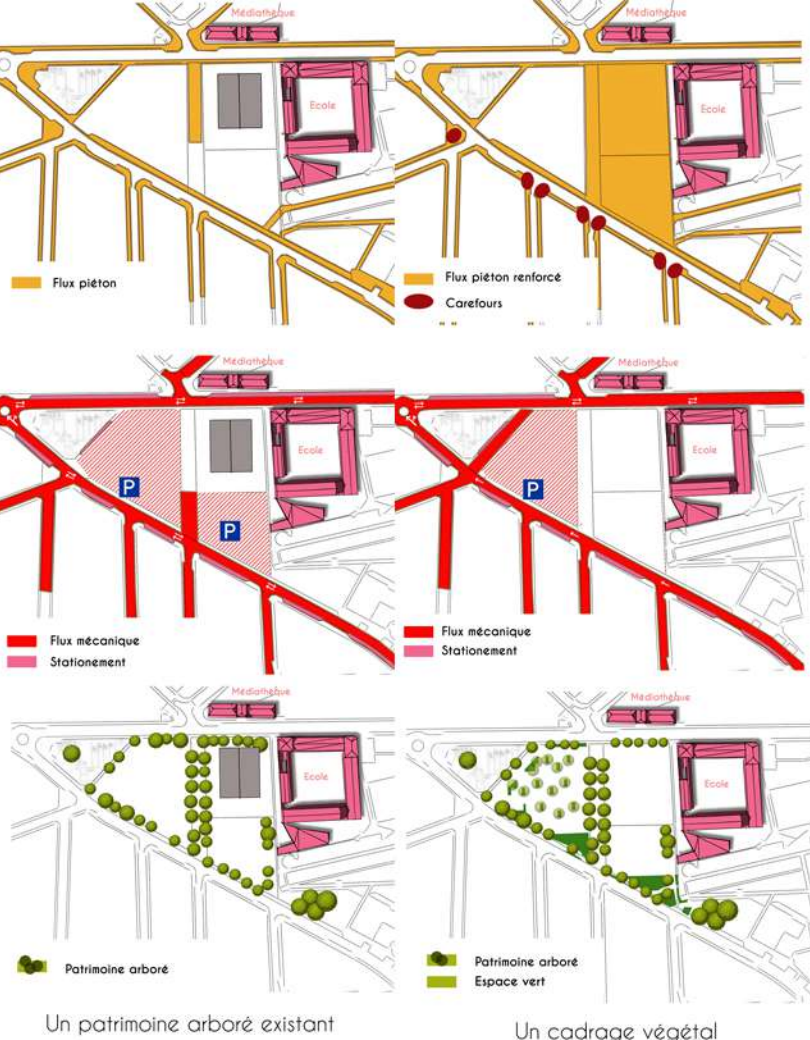 Médiathèque
Ecole
Flux piéton
Médiathèque
Ecole
Flux piéton renforcé
Carefours
Médiathèque
Ecole
P
P
Flux mécanique
Stationement
Médiathèque
Ecole
P
Flux mécanique
Stationement
Médiathèque
Ecole
Patrimoine arboré
Un patrimoine arboré existant
Médiathèque
Ecole
Patrimoine arboré
Espace vert
Un cadrage végétal